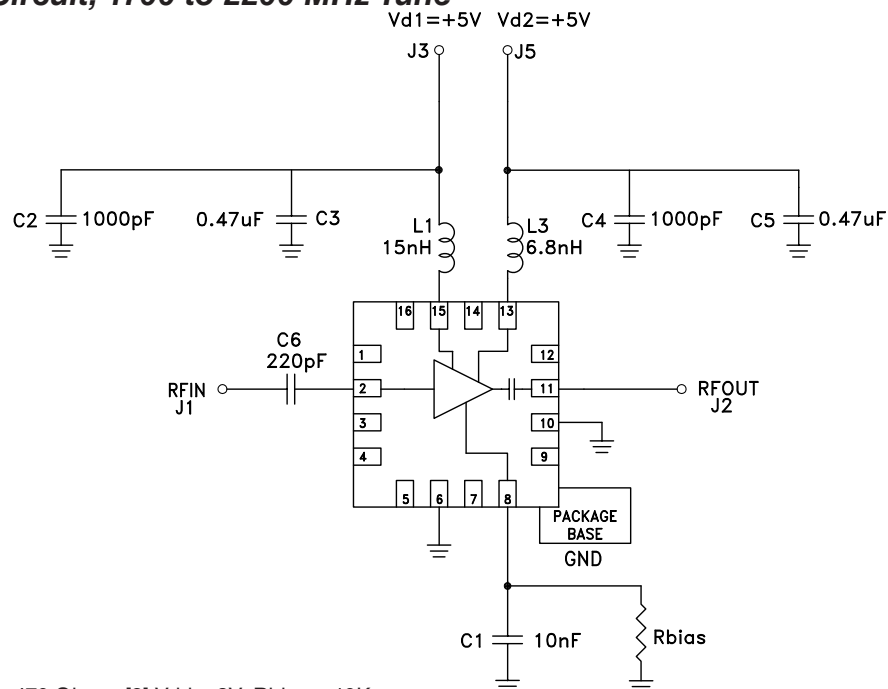 Vd1=+5V Vd2=+5V
J3 J5
C2 1000pF 0.47uF C3 C4 1000pF C5 0.47uF
L1 L3
15nH 6.8nH
16 15 14 13
C6
220pF
1 12
RFIN 2 11 RFOUT
J1 J2
3 10
4 9
5 6 7 8
PACKAGE
BASE
GND
C1 10nF Rbias